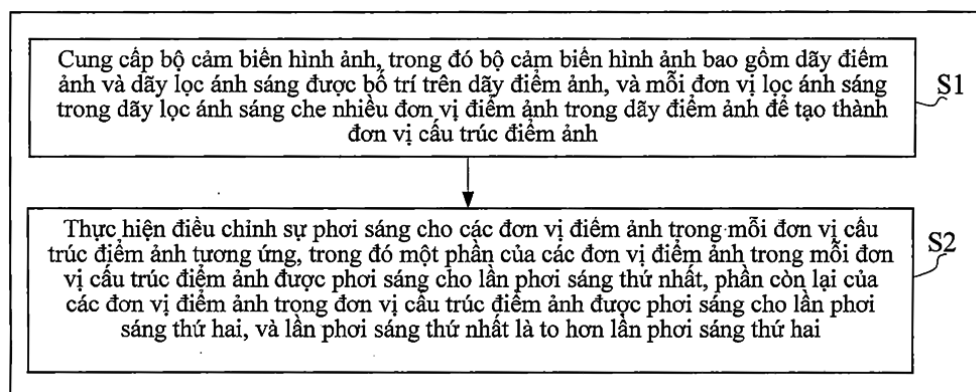 Cung cấp bộ cảm biến hình ảnh, trong đó bộ cảm biến hình ảnh bao gồm dãy điểm
ảnh và dãy lọc ánh sáng được bố trí trên dãy điểm ảnh, và mỗi đơn vị lọc ánh sáng
trong dãy lọc ánh sáng che nhiều đơn vị điểm ảnh trong dãy điểm ảnh để tạo thành
đơn vị cấu trúc điểm ảnh
S1
Thực hiện điều chỉnh sự phơi sáng cho các đơn vị điểm ảnh trong mỗi đơn vị cấu
trúc điểm ảnh tương ứng, trong đó một phần của các đơn vị điểm ảnh trong mỗi đơn
vị cấu trúc điểm ảnh được phơi sáng cho lần phơi sáng thứ nhất, phần còn lại của
các đơn vị điểm ảnh trong đơn vị cấu trúc điểm ảnh được phơi sáng cho lần phơi
sáng thứ hai, và lần phơi sáng thứ nhất là to hơn lần phơi sáng thứ hai
S2